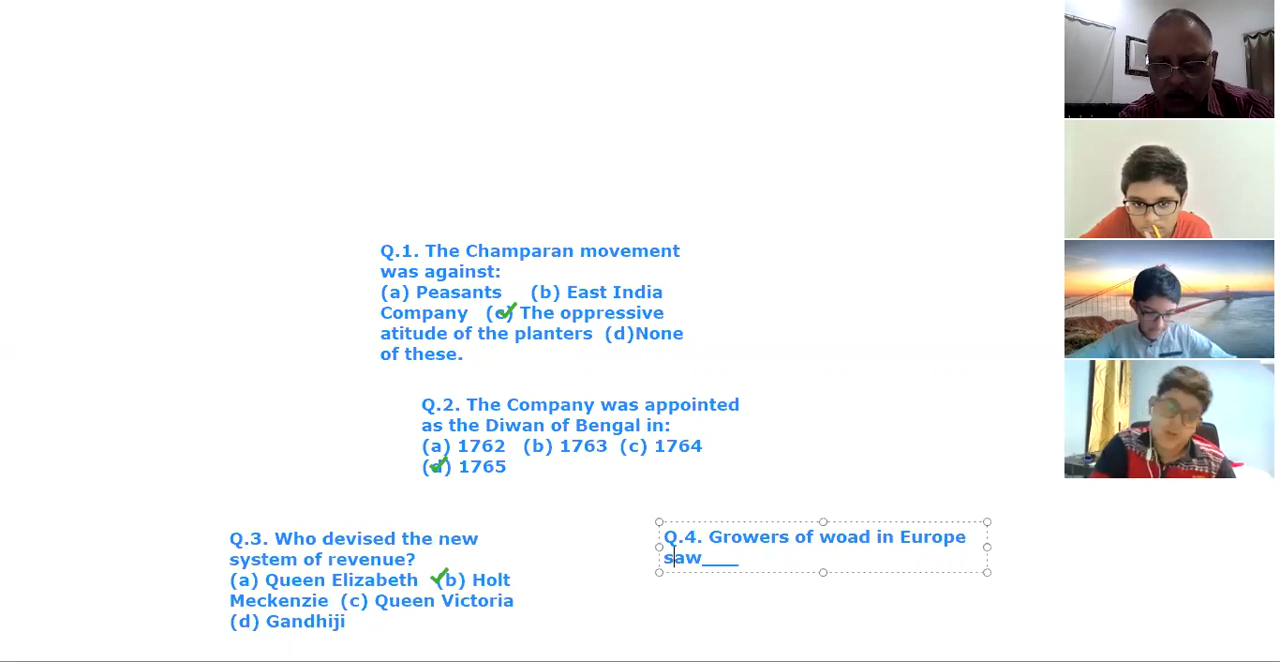 Q.1. The Champaran movement
was against:
(a) Peasants (b) East India
Company (c) The oppressive
atitude of the planters (d)None
of these.
Q.2. The Company was appointed
as the Diwan of Bengal in:
(a) 1762 (b) 1763 (c) 1764
(d) 1765
Q.3. Who devised the new
system of revenue?
(a) Queen Elizabeth (b) Holt
Meckenzie (c) Queen Victoria
(d) Gandhiji
Q.4. Growers of woad in Europe
saw____